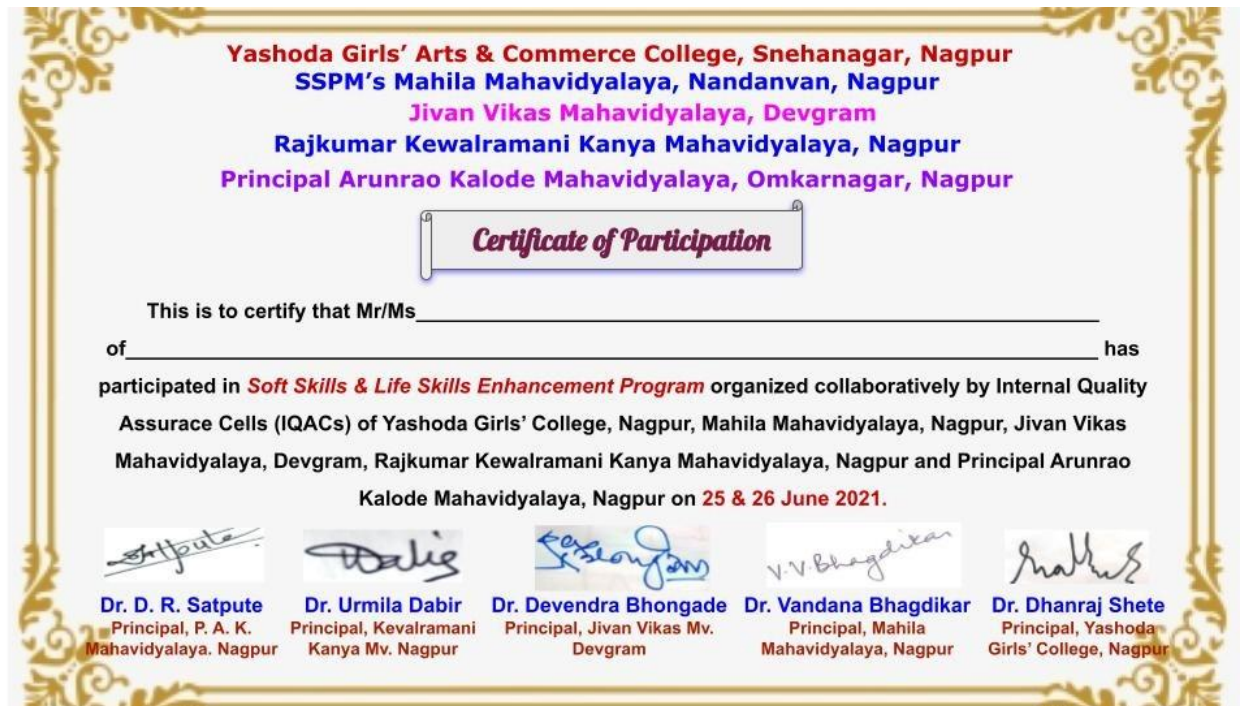 Yashoda Girls' Arts & Commerce College, Snehanagar, Nagpur
SSPM's Mahila Mahavidyalaya, Nandanvan, Nagpur
Jivan Vikas Mahavidyalaya, Devgram
Rajkumar Kewalramani Kanya Mahavidyalaya, Nagpur
Principal Arunrao Kalode Mahavidyalaya, Omkarnagar, Nagpur
Certificate of Participation
This is to certify that Mr/Ms
of has
participated in Soft Skills & Life Skills Enhancement Program organized collaboratively by Internal Quality
Assurace Cells (IQACs) of Yashoda Girls' College, Nagpur, Mahila Mahavidyalaya, Nagpur, Jivan Vikas
Mahavidyalaya, Devgram, Rajkumar Kewalramani Kanya Mahavidyalaya, Nagpur and Principal Arunrao
Kalode Mahavidyalaya, Nagpur on 25 & 26 June 2021.
V.V.Bhagdikar
Dr. D. R. Satpute
Principal, P. A. K.
Mahavidyalaya. Nagpur
Dr. Urmila Dabir
Principal, Kevalramani
Kanya Mv. Nagpur
Dr. Devendra Bhongade
Principal, Jivan Vikas Mv.
Devgram
Dr. Vandana Bhagdikar
Principal, Mahila
Mahavidyalaya, Nagpur
Dr. Dhanraj Shete
Principal, Yashoda
Girls' College, Nagpur